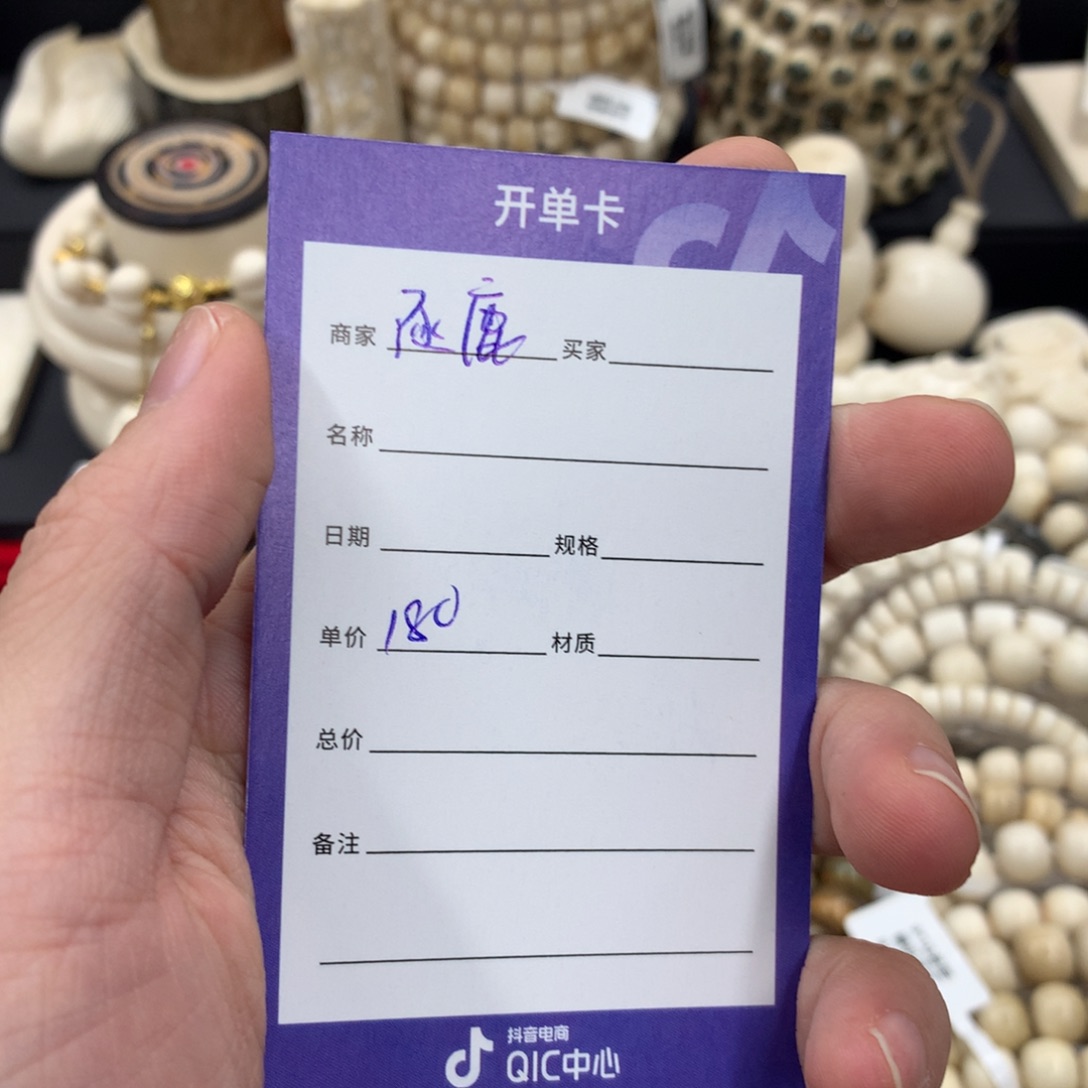 开单卡
商家 鹿 买家
名称
日期 规格
单价 180 材质
总价
备注
抖音电商
QIC中心